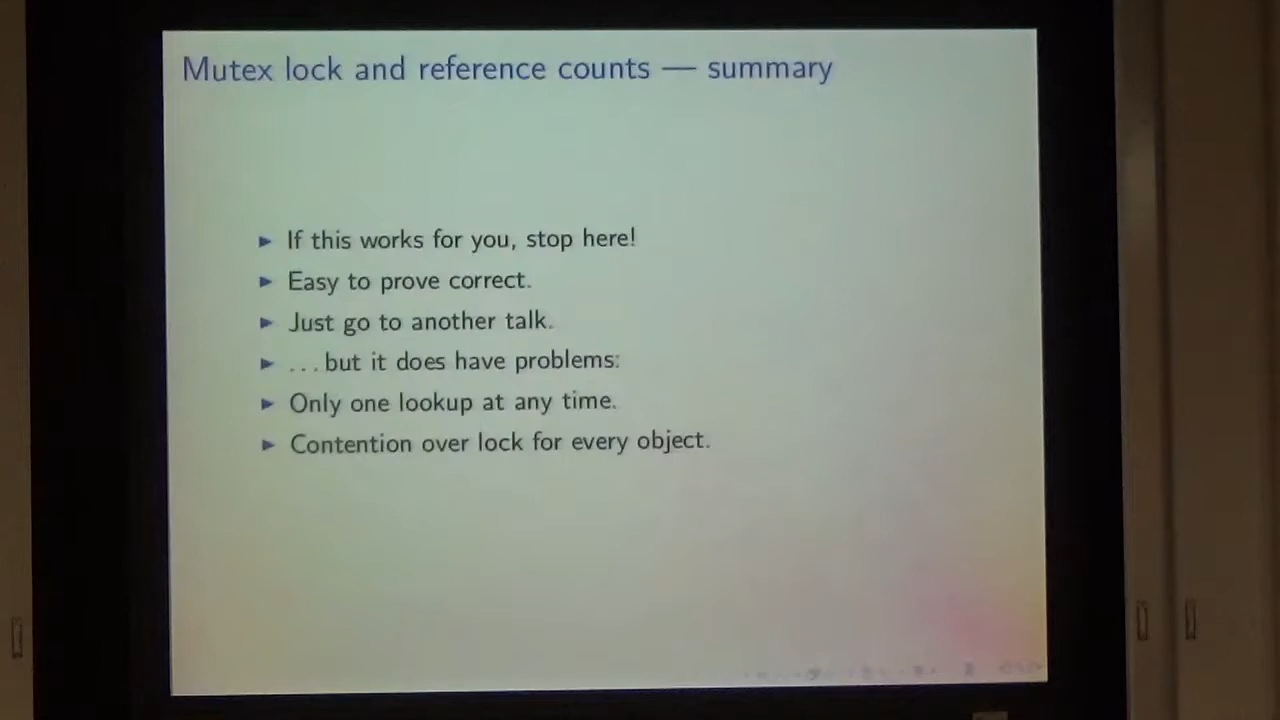 Mutex lock and reference counts — summary
▶ If this works for you, stop here!
▶ Easy to prove correct.
▶ Just go to another talk.
▶ ...but it does have problems:
▶ Only one lookup at any time.
▶ Contention over lock for every object.